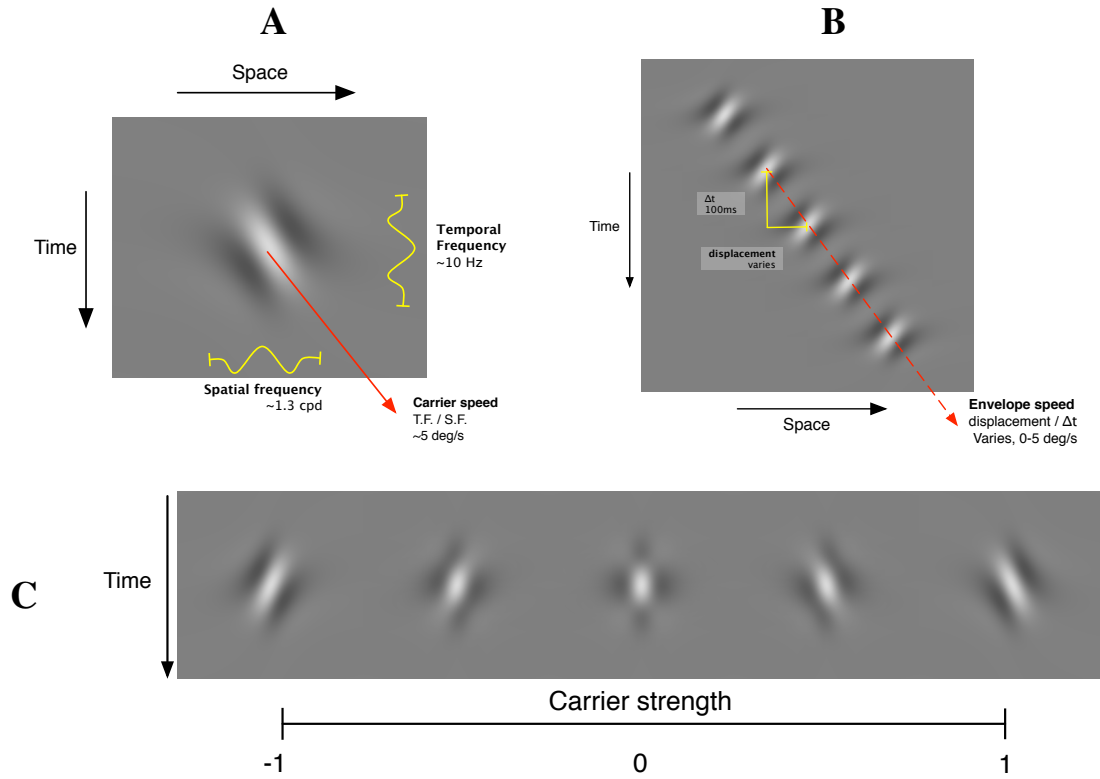 A
Space
Time
Temporal
Frequency
~10 Hz
Spatial frequency
~1.3 cpd
Carrier speed
T.F. / S.F.
~5 deg/s
B
Time
Δt
100ms
displacement
varies
Space
Envelope speed
displacement / Δt
Varies, 0-5 deg/s
C
Time
Carrier strength
-1
0
1